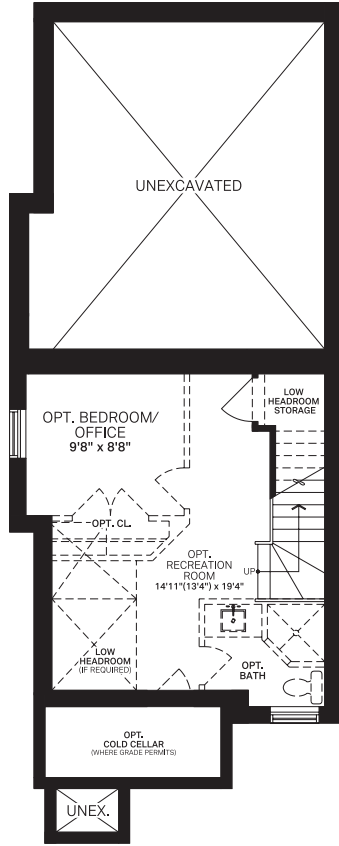 UNEXCAVATED
LOW
HEADROOM
STORAGE
OPT. BEDROOM/
OFFICE
9'8" x 8'8"
OPT. CL.
OPT.
RECREATION
ROOM
14'11"(13'4") x 19'4"
UP
LOW
HEADROOM
(IF REQUIRED)
OPT.
BATH
OPT.
COLD CELLAR
(WHERE GRADE PERMITS)
UNEX.